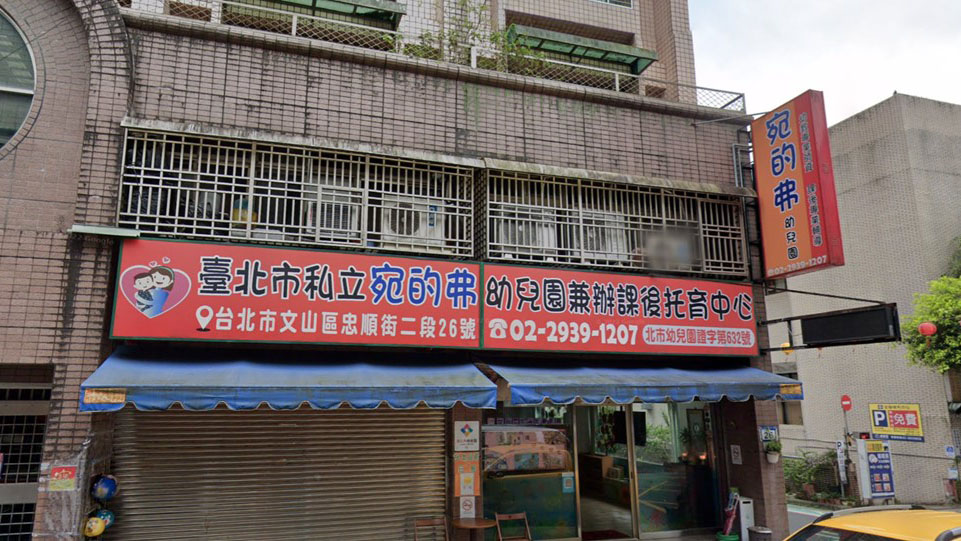 臺北市私立宛的弗
台北市文山區忠順街二段26號
幼兒園兼辦課後托育中心
☎02-2939-1207
北市幼兒園證字第632號
宛的弗
幼兒園
02-2939-1207
P免費